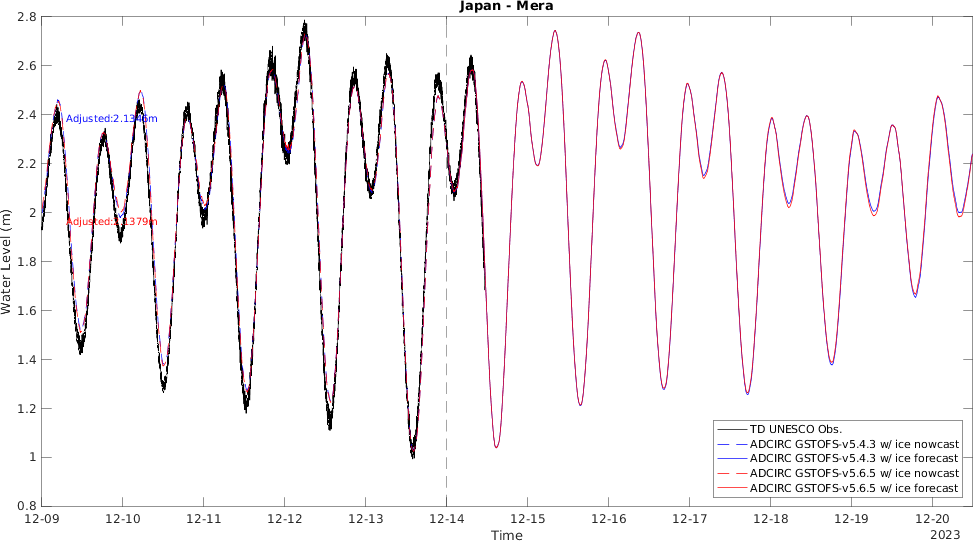 Japan - Mera
2.8
2.6
2.4
2.2
2
1.8
1.6
1.4
1.2
1
0.8
Water Level (m)
Adjusted:2.1346m
Adjusted:2.1379m
TD UNESCO Obs.
ADCIRC GSTOFS-v5.4.3 w/ ice nowcast
ADCIRC GSTOFS-v5.4.3 w/ ice forecast
ADCIRC GSTOFS-v5.6.5 w/ ice nowcast
ADCIRC GSTOFS-v5.6.5 w/ ice forecast
12-09 12-10 12-11 12-12 12-13 12-14 12-15 12-16 12-17 12-18 12-19 12-20
Time
2023